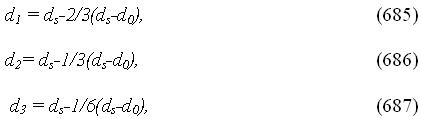 d₁ = dₛ–2/3(dₛ–d₀), (685)
d₂= dₛ–1/3(dₛ–d₀), (686)
d₃ = dₛ–1/6(dₛ–d₀), (687)